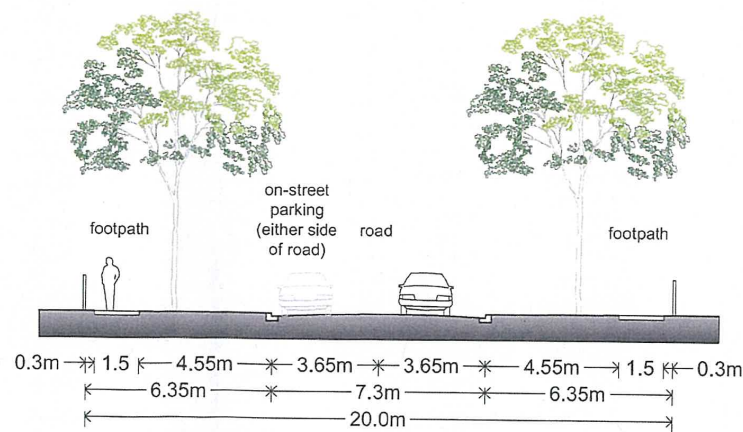 on-street
parking
(either side
of road)
road
footpath
footpath
0.3m 1.5 4.55m 3.65m 3.65m 4.55m 1.5 0.3m
6.35m 7.3m 6.35m
20.0m